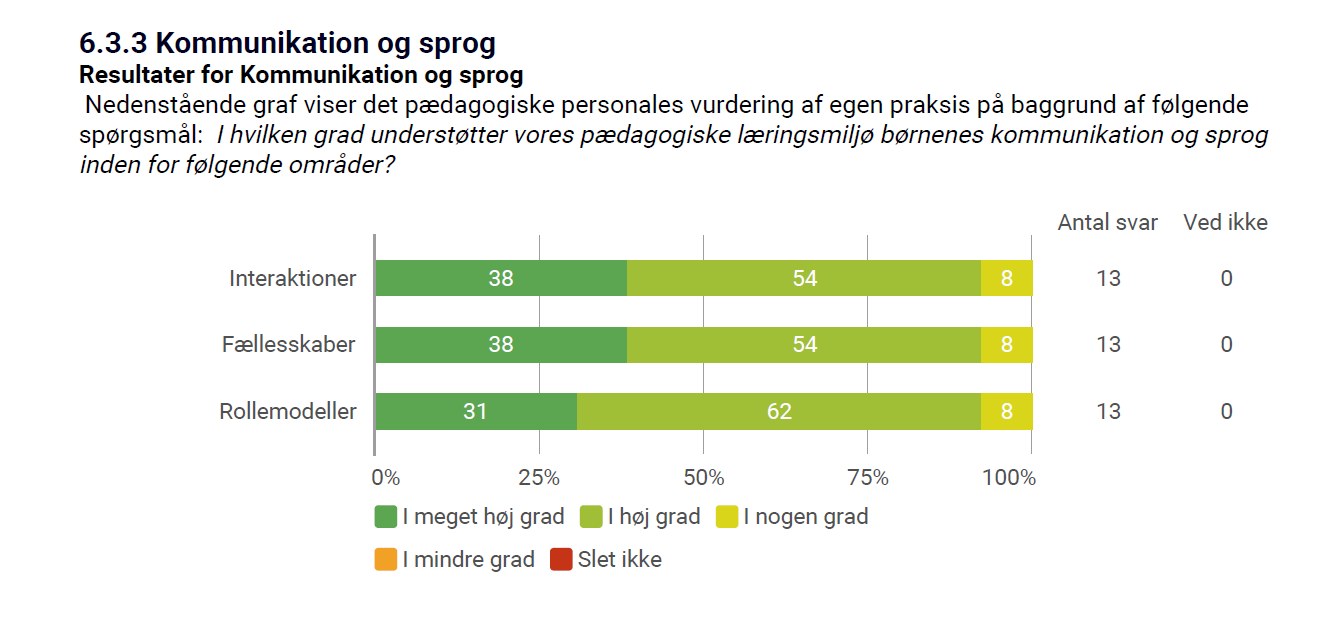 6.3.3 Kommunikation og sprog
Resultater for Kommunikation og sprog
Nedenstående graf viser det pædagogiske personales vurdering af egen praksis på baggrund af følgende
spørgsmål: I hvilken grad understøtter vores pædagogiske læringsmiljø børnenes kommunikation og sprog
inden for følgende områder?
Antal svar Ved ikke
Interaktioner 38 54 8 13 0
Fællesskaber 38 54 8 13 0
Rollemodeller 31 62 8 13 0
0% 25% 50% 75% 100%
I meget høj grad I høj grad I nogen grad
I mindre grad Slet ikke